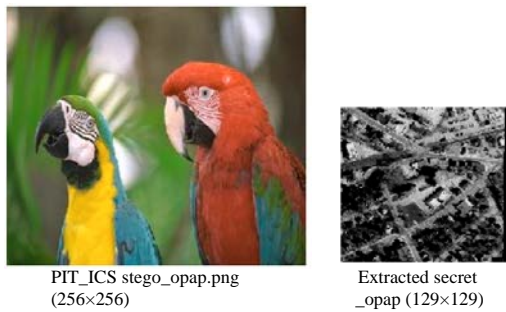 PIT_ICS stego_opap.png
(256×256)
Extracted secret
_opap (129×129)